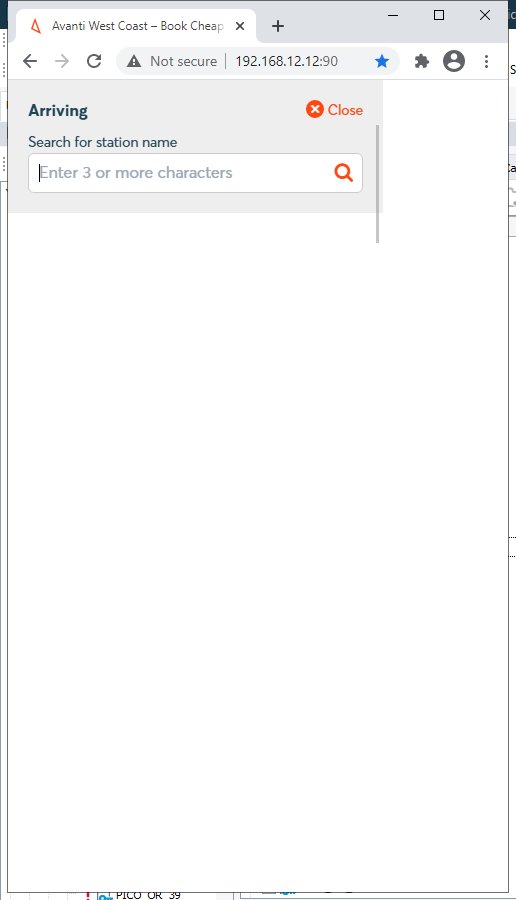 Avanti West Coast – Book Cheap
Not secure
192.168.12.12:90
Arriving
Close
Search for station name
Enter 3 or more characters
PICO_OR_39